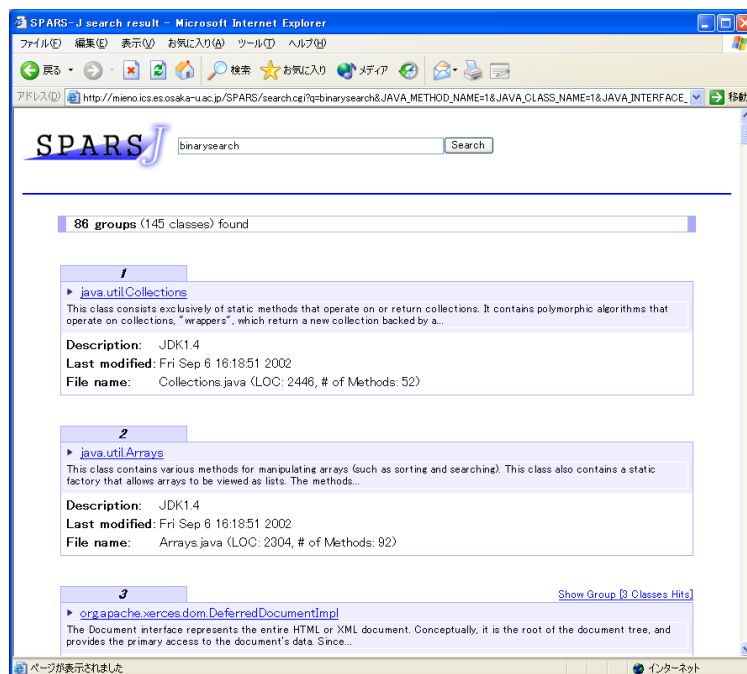 SPARS-J search result - Microsoft Internet Explorer
ファイル(F) 編集(E) 表示(V) お気に入り(A) ツール(T) ヘルプ(H)
戻る 検索 お気に入り メディア
アドレス(D) http://mieno.ics.es.osaka-u.ac.jp/SPARS/search.cgi?q=binarysearch&JAVA_METHOD_NAME=1&JAVA_CLASS_NAME=1&JAVA_INTERFACE_ 移動
SPARSJ binarysearch Search
86 groups (145 classes) found
1
java.util.Collections
This class consists exclusively of static methods that operate on or return collections. It contains polymorphic algorithms that
operate on collections, "wrappers", which return a new collection backed by a...
Description: JDK1.4
Last modified: Fri Sep 6 16:18:51 2002
File name: Collections.java (LOC: 2446, # of Methods: 52)
2
java.util.Arrays
This class contains various methods for manipulating arrays (such as sorting and searching). This class also contains a static
factory that allows arrays to be viewed as lists. The methods...
Description: JDK1.4
Last modified: Fri Sep 6 16:18:51 2002
File name: Arrays.java (LOC: 2304, # of Methods: 92)
3 Show Group [3 Classes Hits]
org.apache.xerces.dom.DeferredDocumentImpl
The Document interface represents the entire HTML or XML document. Conceptually, it is the root of the document tree, and
provides the primary access to the document's data. Since...
ページが表示されました インターネット